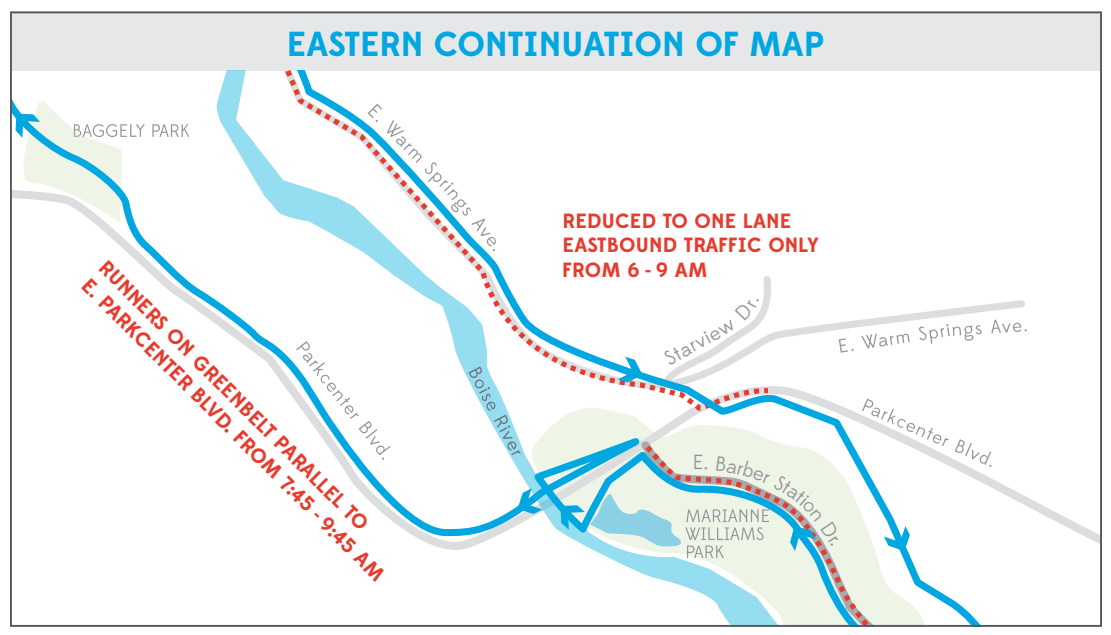 EASTERN CONTINUATION OF MAP
BAGGELY PARK
E. Warm Springs Ave.
REDUCED TO ONE LANE
EASTBOUND TRAFFIC ONLY
FROM 6 - 9 AM
Starview Dr.
E. Warm Springs Ave.
RUNNERS ON GREENBELT PARALLEL TO
E. PARKCENTER BLVD. FROM 7:45 - 9:45 AM
Parkcenter Blvd.
Boise River
Parkcenter Blvd.
E. Barber Station Dr.
MARIANNE
WILLIAMS
PARK